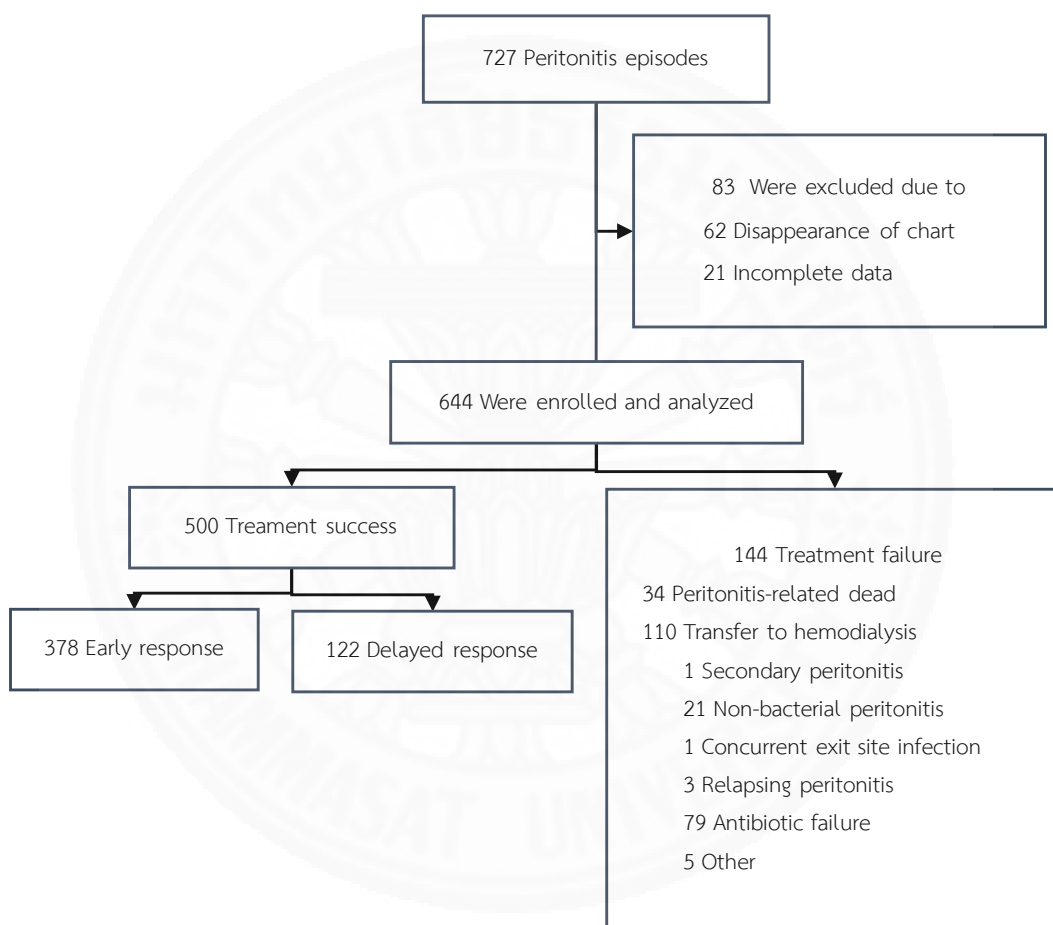 727 Peritonitis episodes
83 Were excluded due to
62 Disappearance of chart
21 Incomplete data
644 Were enrolled and analyzed
500 Treament success
378 Early response
122 Delayed response
144 Treatment failure
34 Peritonitis-related dead
110 Transfer to hemodialysis
1 Secondary peritonitis
21 Non-bacterial peritonitis
1 Concurrent exit site infection
3 Relapsing peritonitis
79 Antibiotic failure
5 Other